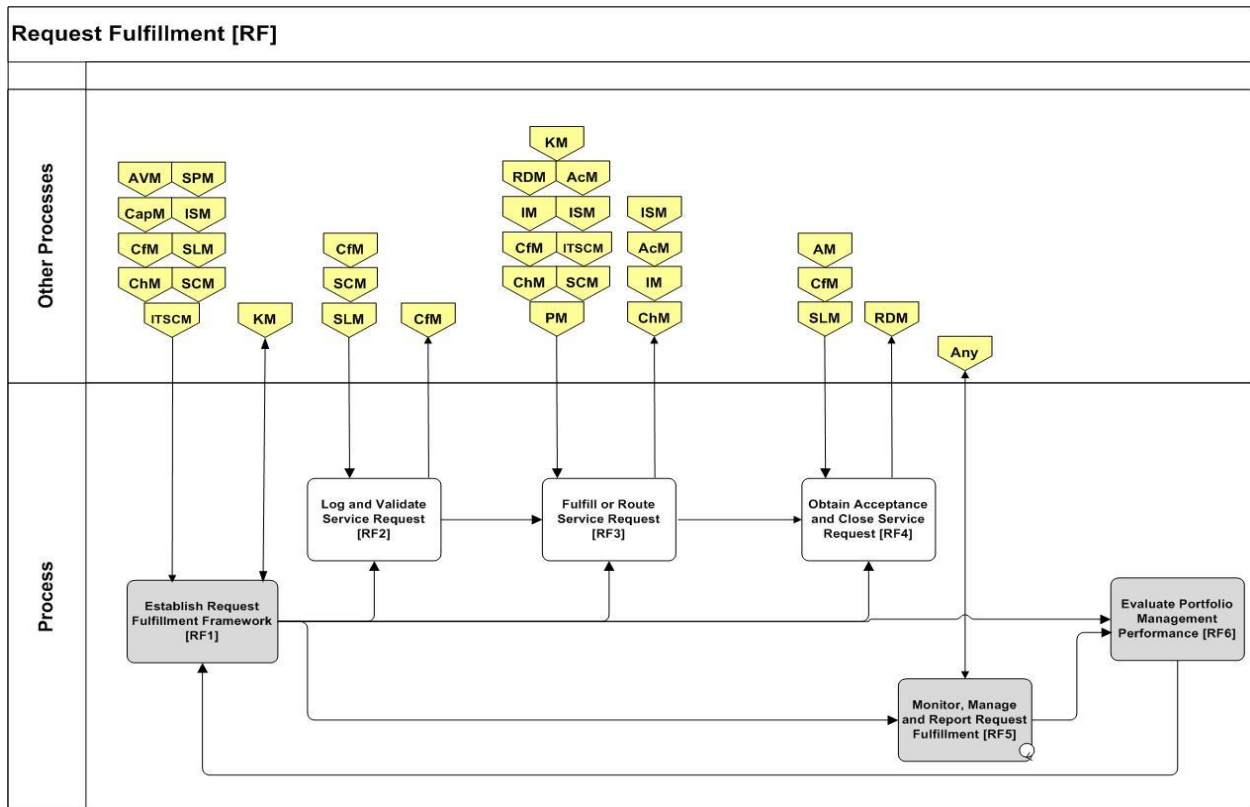 Request Fulfillment [RF]
Other Processes
AVM SPM
CapM ISM
CfM SLM
ChM SCM
ITSCM
KM
CfM
SCM
SLM
CfM
KM
RDM AcM
IM ISM
CfM ITSCM
ChM SCM
PM
ISM
AcM
IM
ChM
AM
CfM
SLM
RDM
Any
Process
Establish Request
Fulfillment Framework
[RF1]
Log and Validate
Service Request
[RF2]
Fulfill or Route
Service Request
[RF3]
Obtain Acceptance
and Close Service
Request [RF4]
Monitor, Manage
and Report Request
Fulfillment [RF5]
Evaluate Portfolio
Management
Performance [RF6]